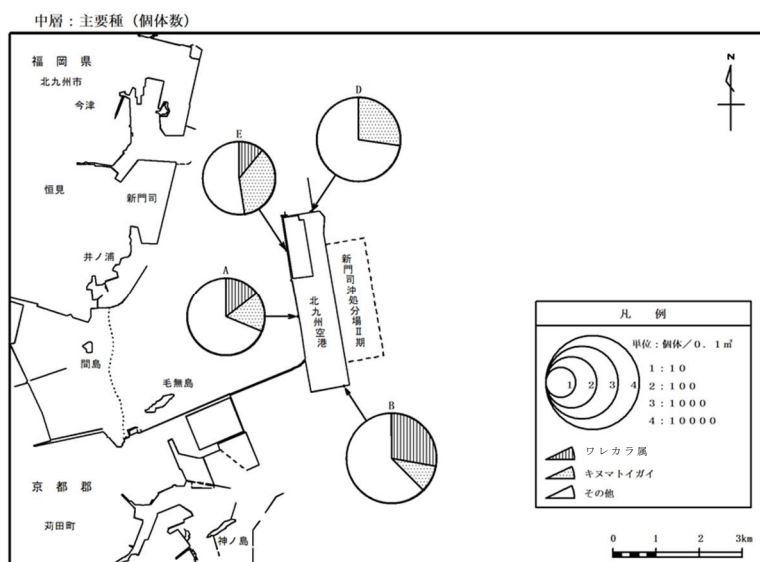 中層：主要種（個体数）
福岡県
北九州市
今津
N
D
E
恒見
新門司
井ノ浦
A
新門司沖処分場Ⅱ期
北九州空港
間島
毛無島
B
京都郡
苅田町
神ノ島
凡 例
単位：個体／0．1㎡
1 2 3 4
1：10
2：100
3：1000
4：10000
ワレカラ属
キヌマトイガイ
その他
0 1 2 3km